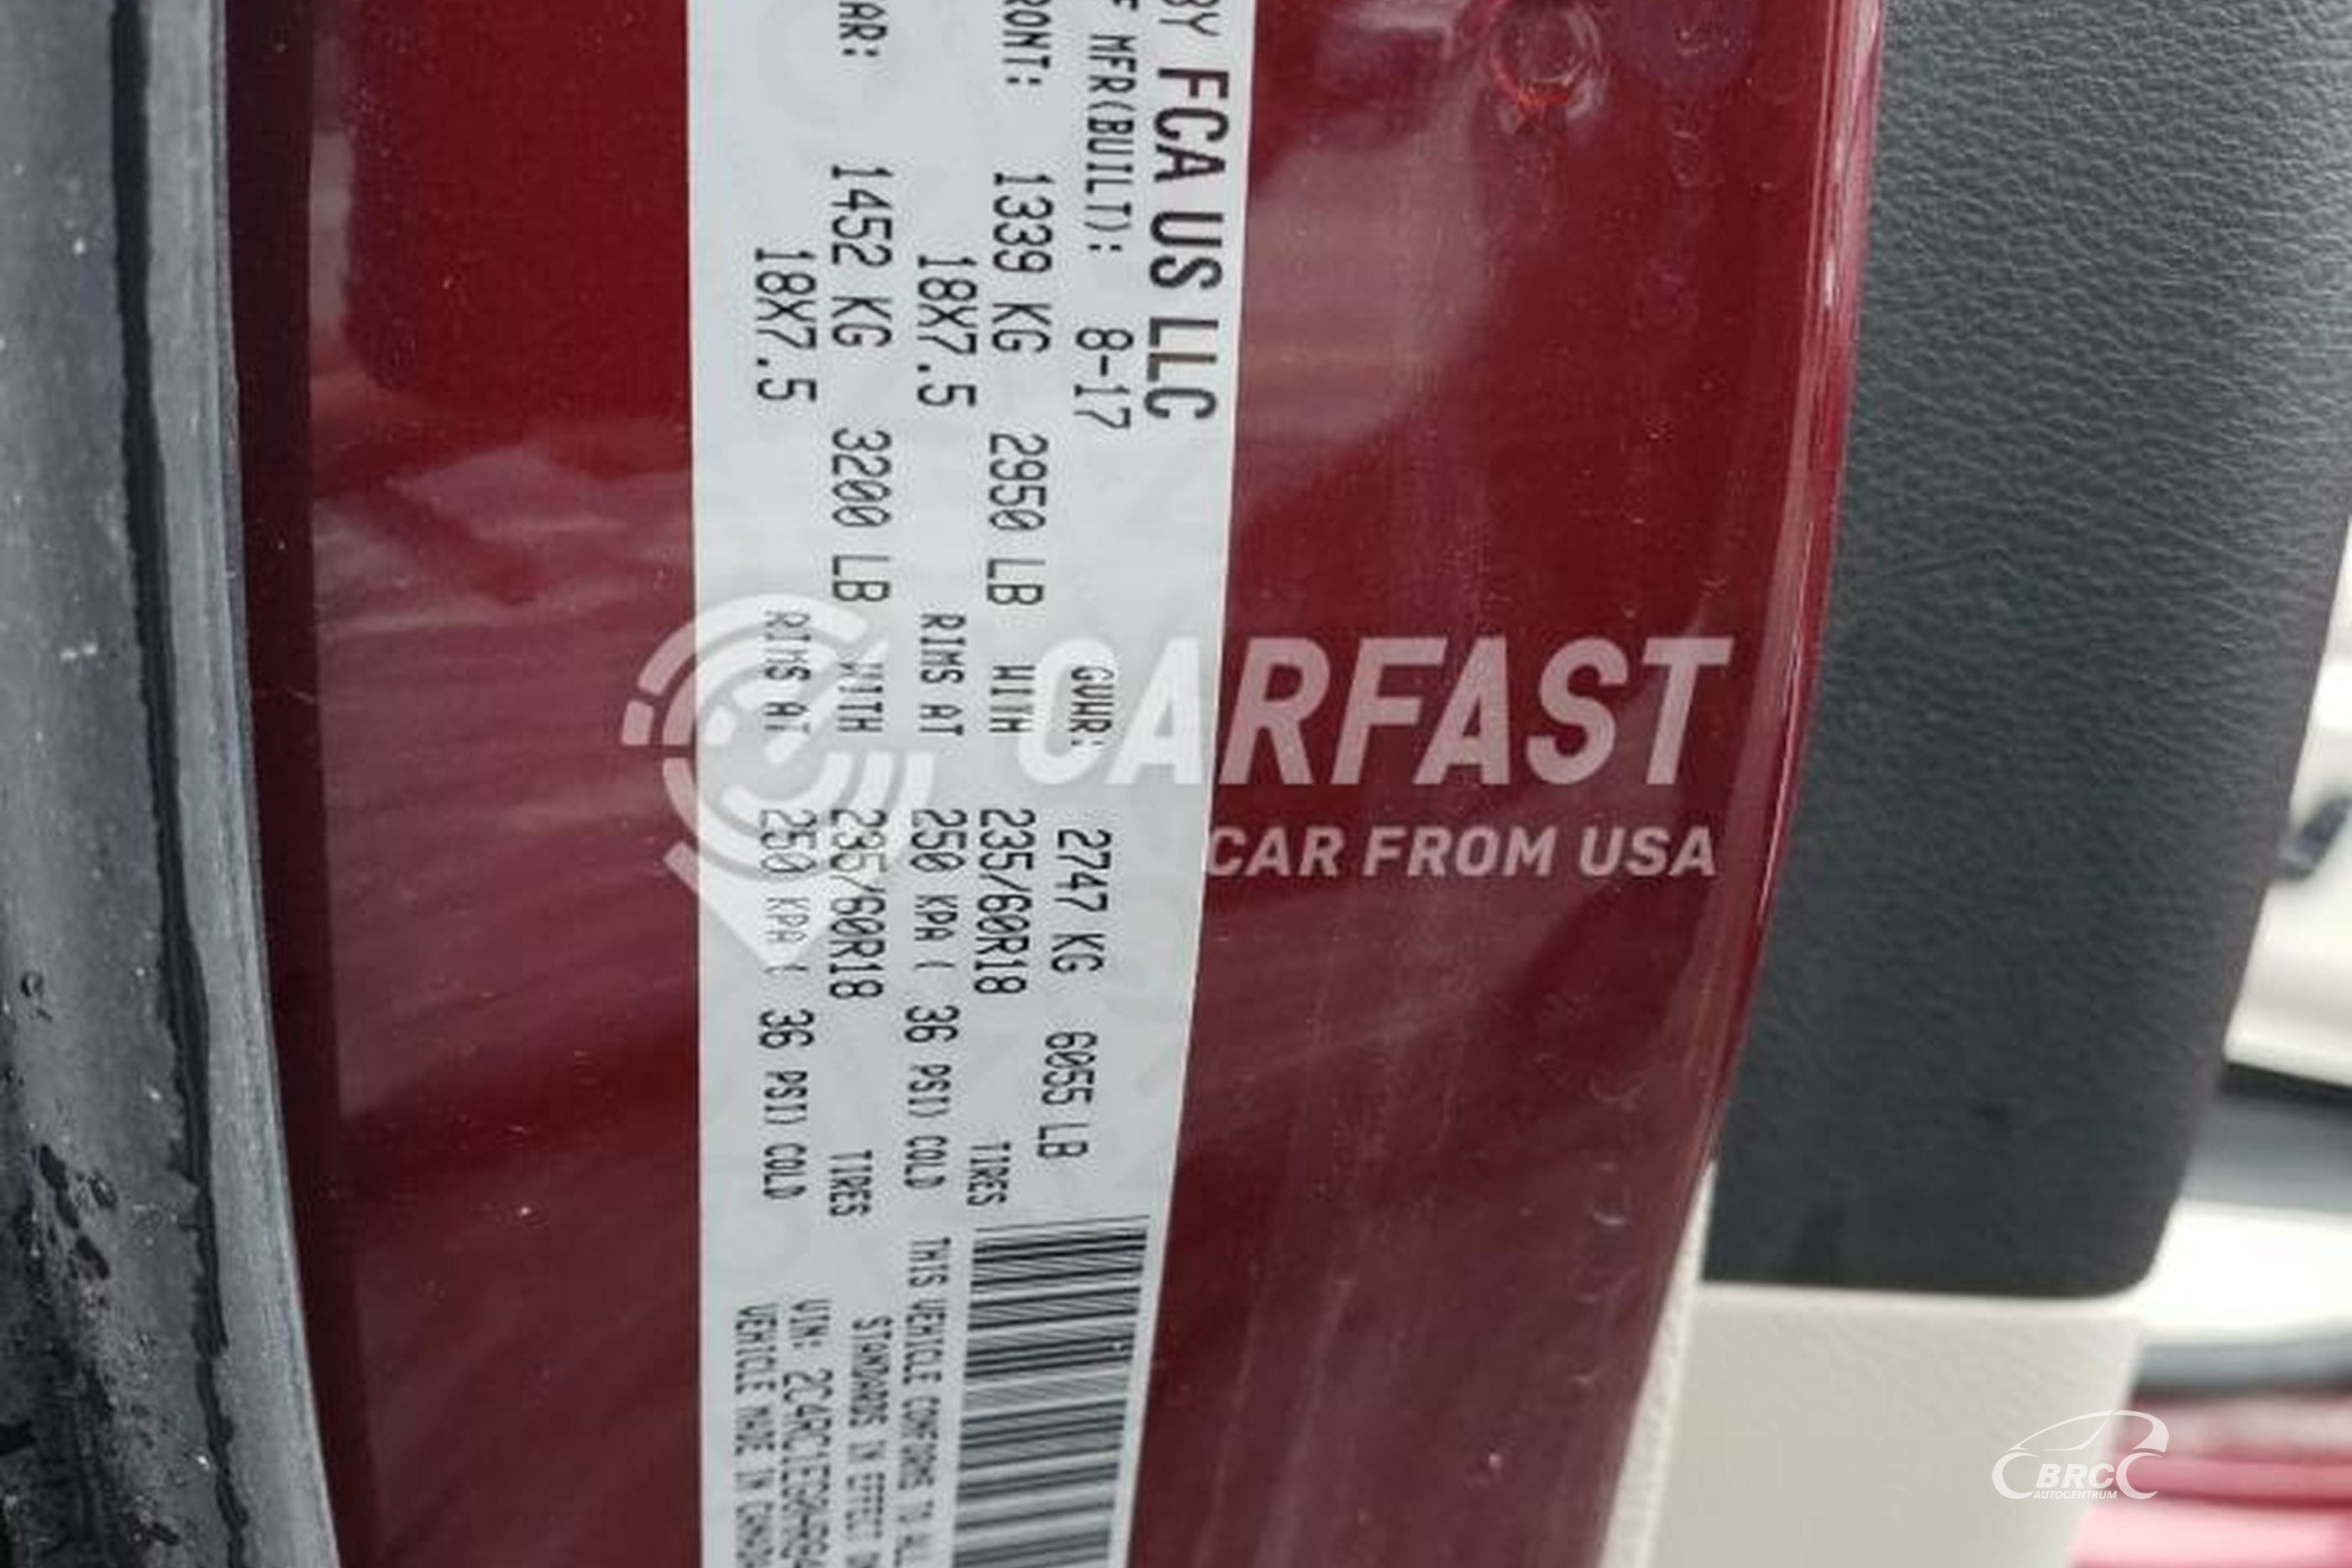 BY FCA US LLC
F MFR(BUILT): 8-17 GVWR: 2747 KG 6055 LB
RONT: 1339 KG 2950 LB WITH 235/60R18 TIRES
18X7.5 RIMS AT 250 KPA ( 36 PSI) COLD
AR: 1452 KG 3200 LB WITH 235/60R18 TIRES
18X7.5 RIMS AT 250 KPA ( 36 PSI) COLD
THIS VEHICLE CONFORMS TO AL
STANDARDS IN EFFECT
VIN:
VEHICLE MADE IN CANADA
CARFAST
CAR FROM USA
BRC
AUTOCENTRUM